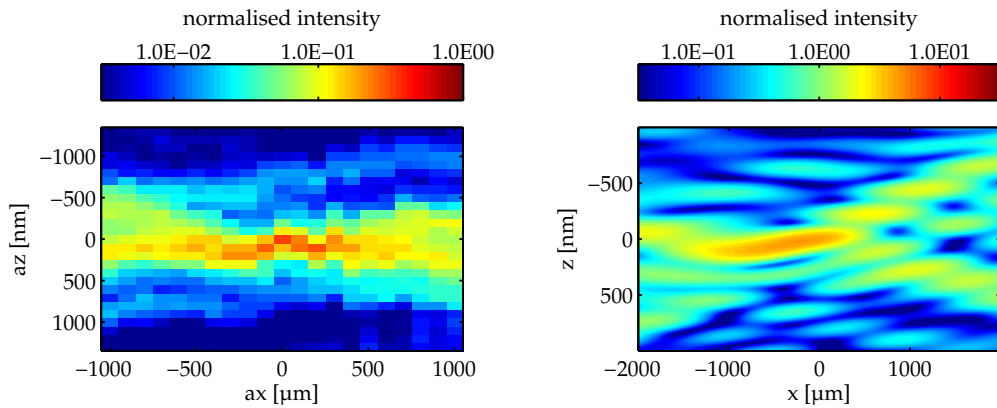 normalised intensity
1.0E−02 1.0E−01 1.0E00
−1000
−500
0
500
1000
az [nm]
−1000 −500 0 500 1000
ax [µm]
normalised intensity
1.0E−01 1.0E00 1.0E01
−500
0
500
z [nm]
−2000 −1000 0 1000
x [µm]